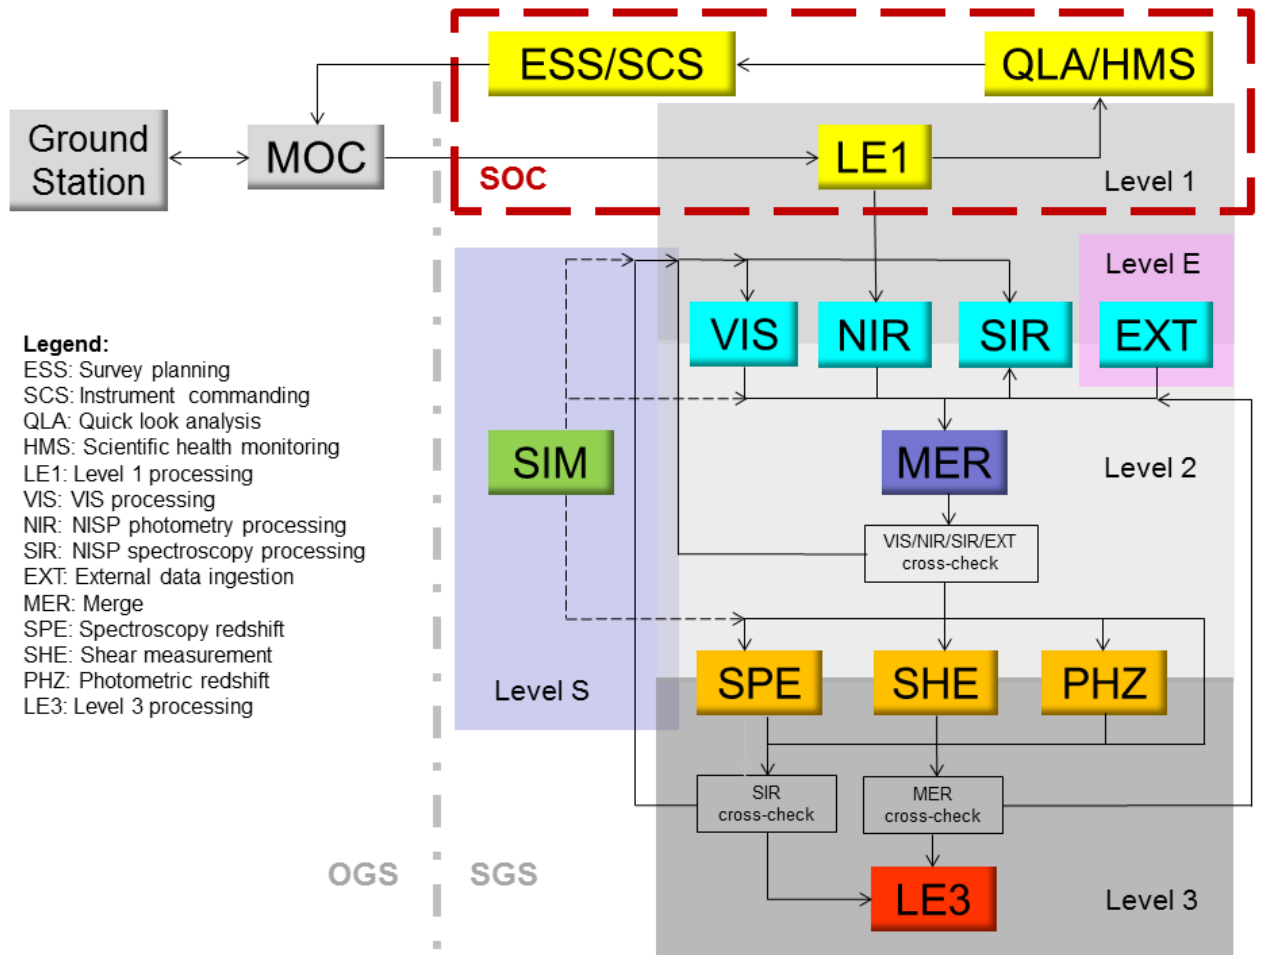 ESS/SCS
QLA/HMS
Ground
Station
MOC
LE1
SOC
Level 1
Level E
VIS
NIR
SIR
EXT
Legend:
ESS: Survey planning
SCS: Instrument commanding
QLA: Quick look analysis
HMS: Scientific health monitoring
LE1: Level 1 processing
VIS: VIS processing
NIR: NISP photometry processing
SIR: NISP spectroscopy processing
EXT: External data ingestion
MER: Merge
SPE: Spectroscopy redshift
SHE: Shear measurement
PHZ: Photometric redshift
LE3: Level 3 processing
SIM
MER
Level 2
VIS/NIR/SIR/EXT
cross-check
Level S
SPE
SHE
PHZ
SIR
cross-check
MER
cross-check
OGS
SGS
LE3
Level 3